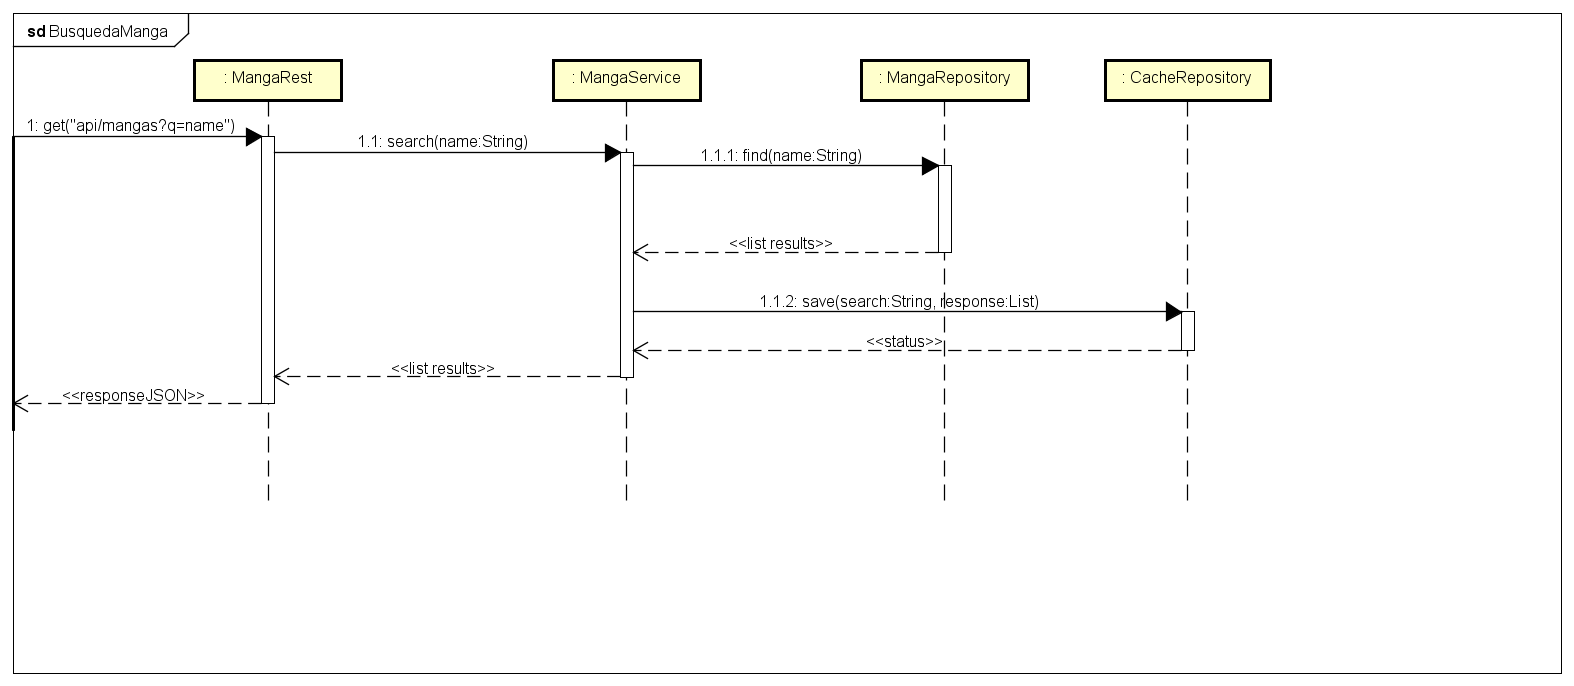 sd BusquedaManga
: MangaRest
: MangaService
: MangaRepository
: CacheRepository
1: get("api/mangas?q=name")
1.1: search(name:String)
1.1.1: find(name:String)
<<list results>>
1.1.2: save(search:String, response:List)
<<status>>
<<list results>>
<<responseJSON>>